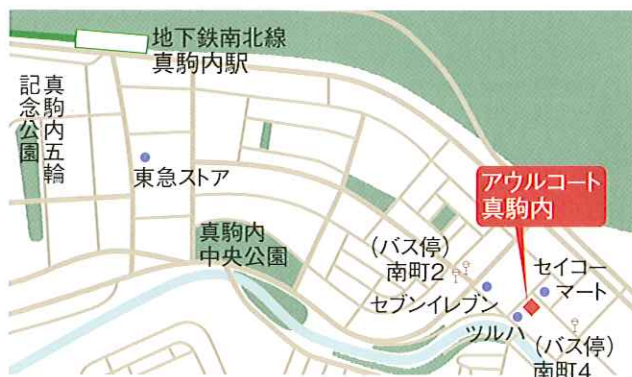 地下鉄南北線
真駒内駅
真駒内五輪
記念公園
東急ストア
真駒内
中央公園
アウルコート
真駒内
(バス停)
南町2
セイコー
マート
セブンイレブン
ツルハ
(バス停)
南町4